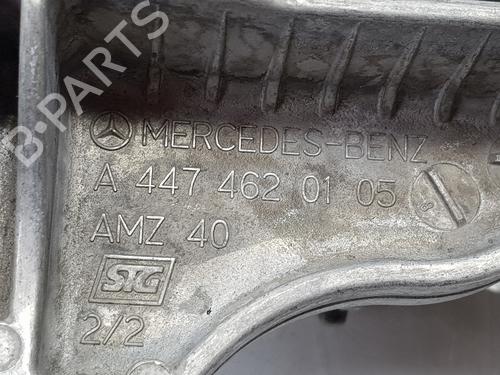 B-PARTS
MERCEDES-BENZ
A 447 462 01 05
AMZ 40
STG
2/2